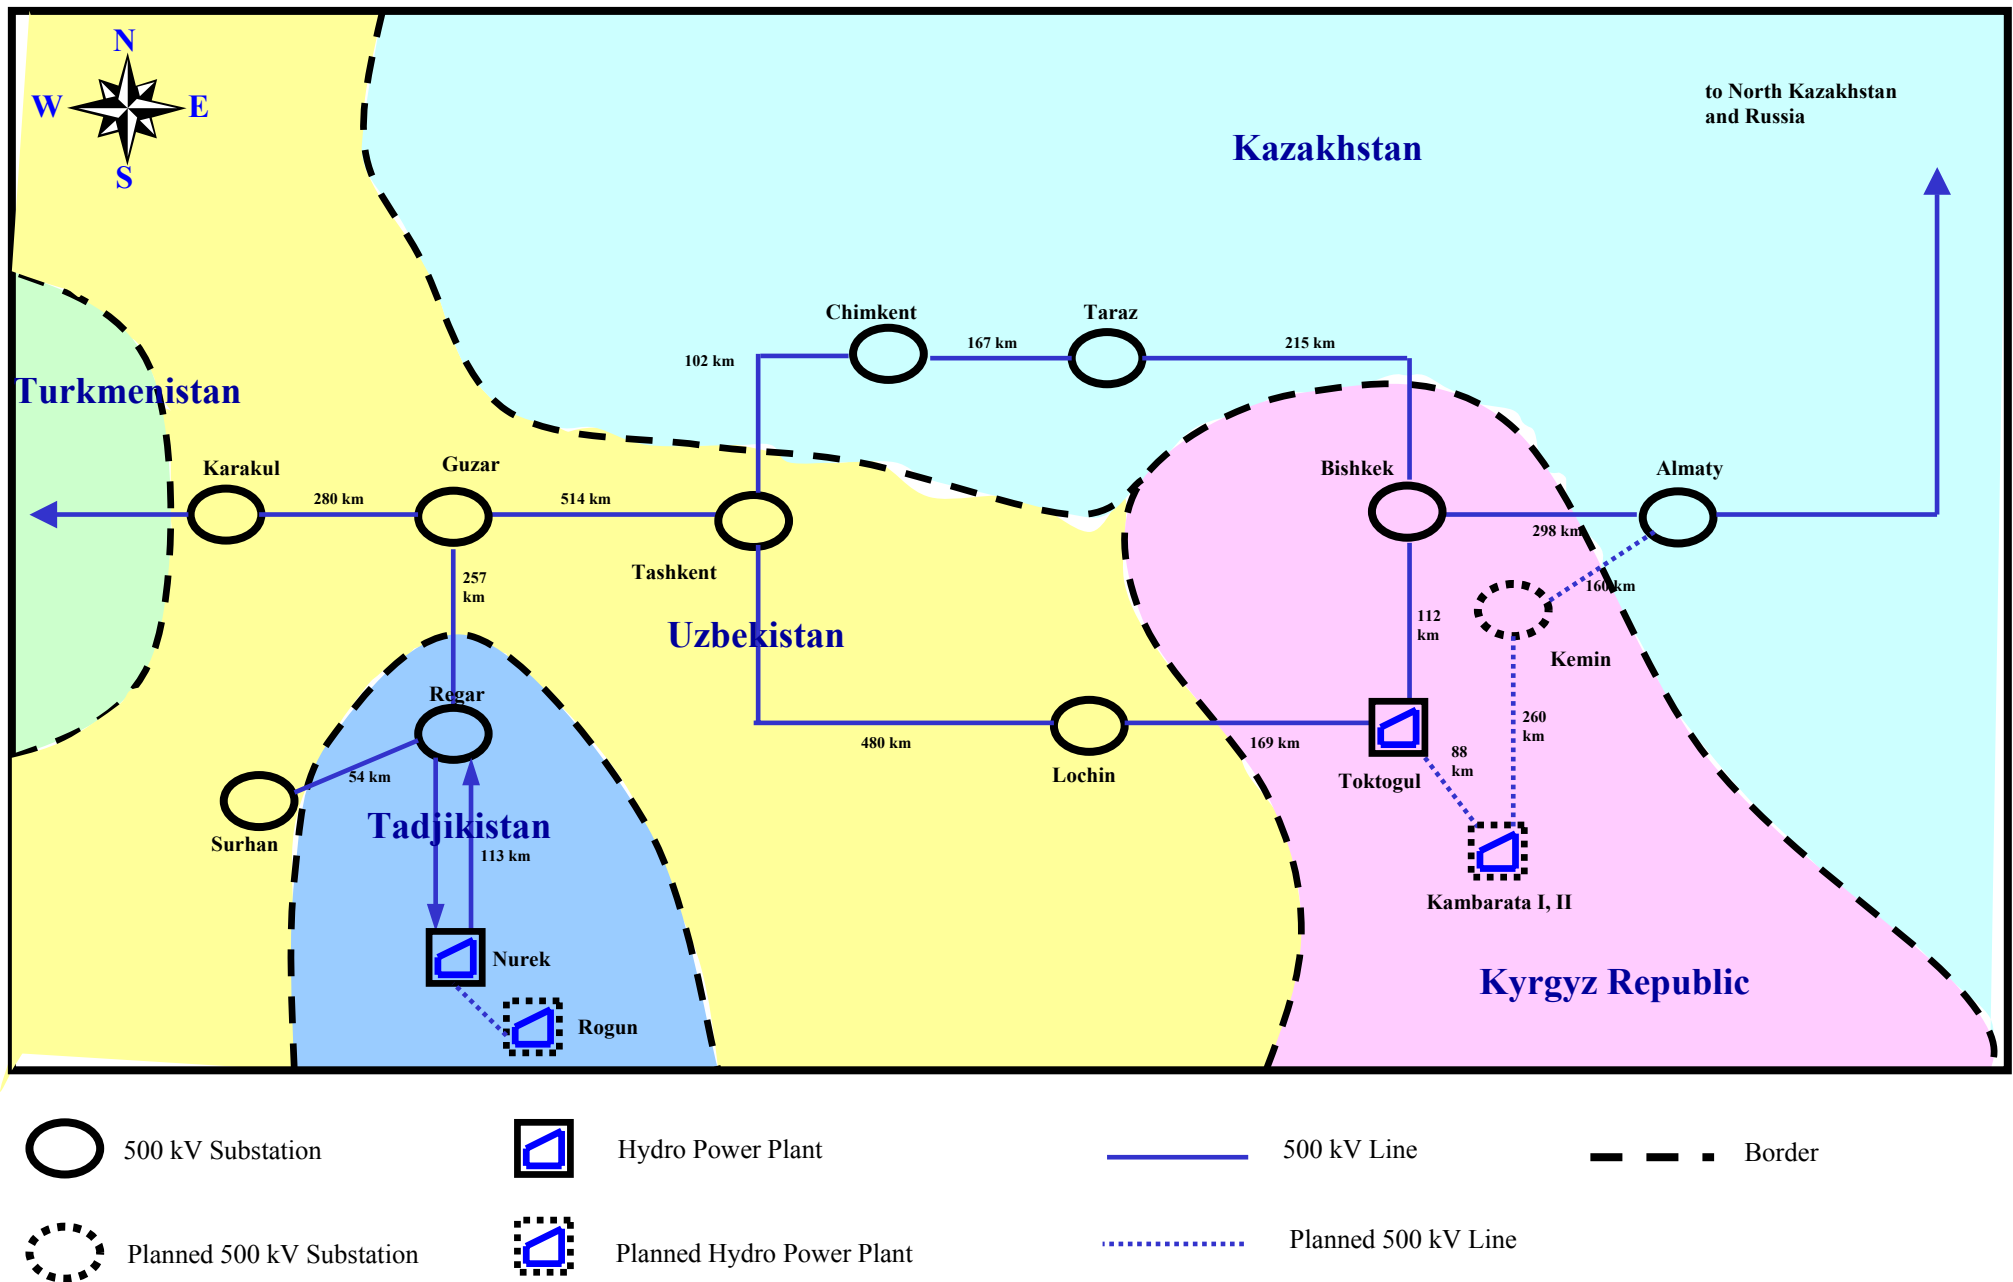 N
W
E
S
to North Kazakhstan
and Russia
Kazakhstan
Chimkent
Taraz
102 km
167 km
215 km
Turkmenistan
Karakul
Guzar
Bishkek
Almaty
280 km
514 km
298 km
Tashkent
257
km
160 km
112
km
Uzbekistan
Kemin
Regar
260
km
480 km
169 km
88
km
54 km
Lochin
Toktogul
Surhan
Tadjikistan
113 km
Kambarata I, II
Nurek
Kyrgyz Republic
Rogun
500 kV Substation
Hydro Power Plant
500 kV Line
Border
Planned 500 kV Substation
Planned Hydro Power Plant
Planned 500 kV Line